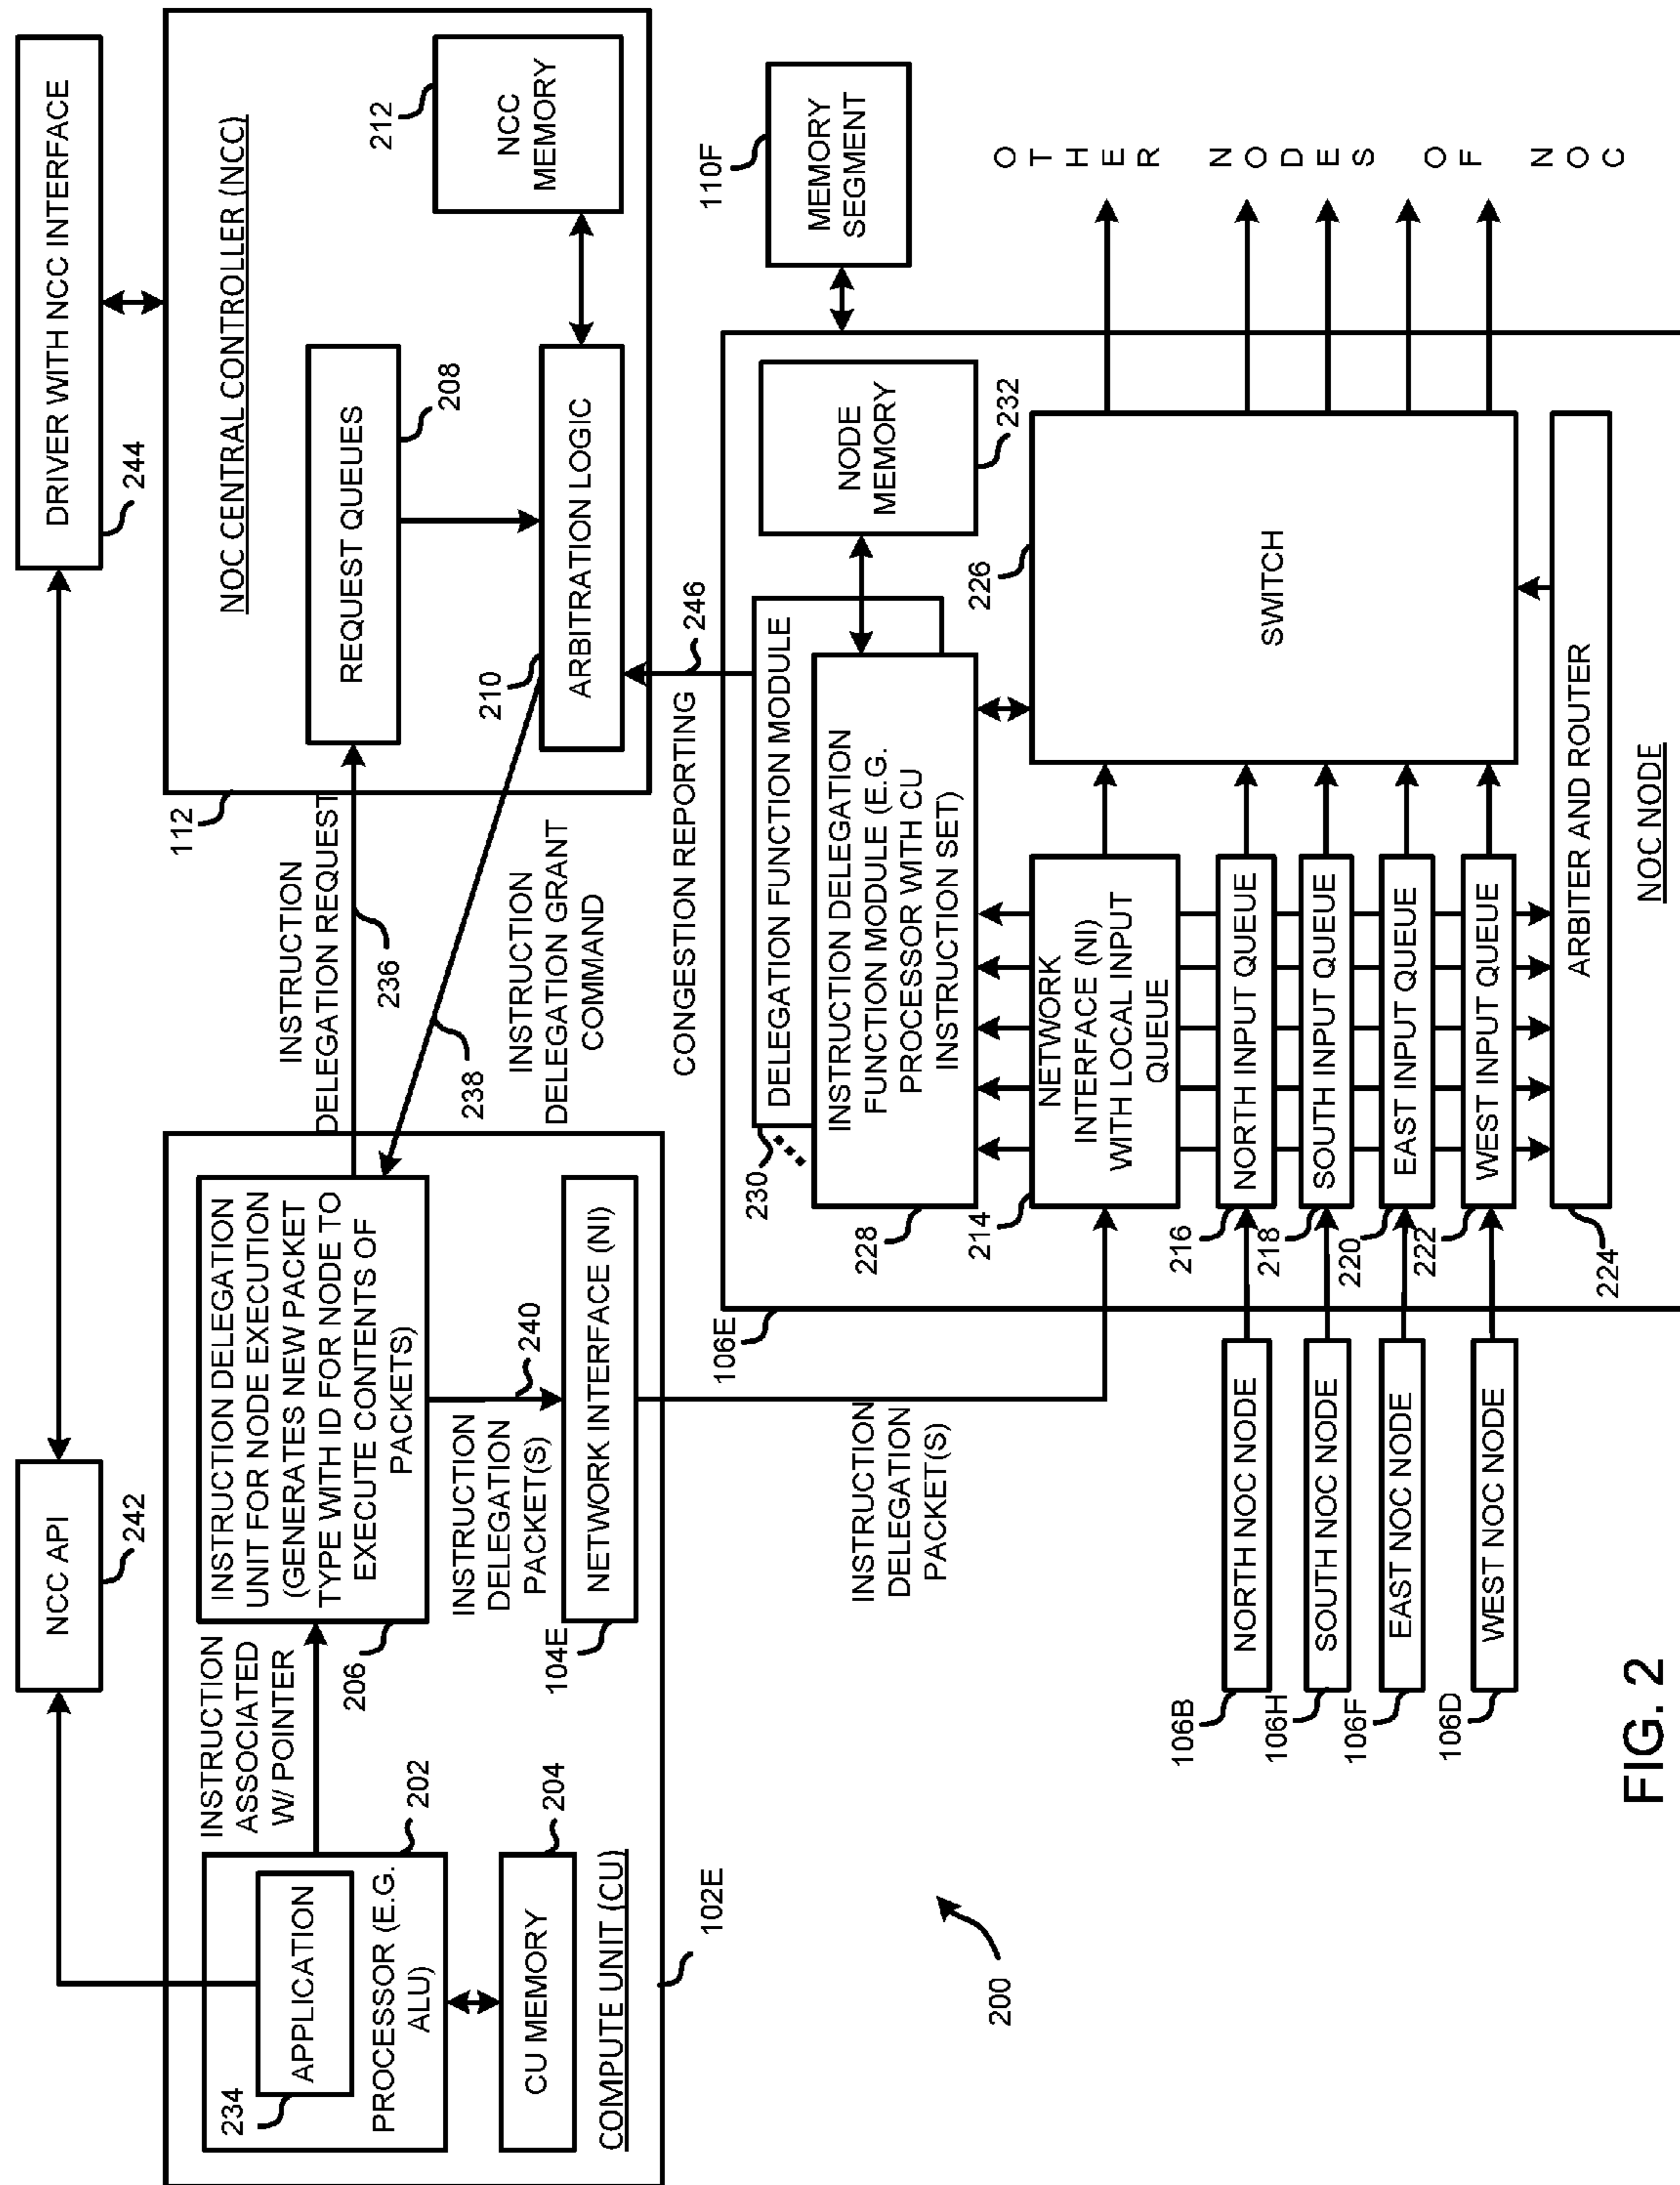 NCC API
242
DRIVER WITH NCC INTERFACE
244
234
APPLICATION
PROCESSOR (E.G.
ALU)
202
CU MEMORY
204
COMPUTE UNIT (CU)
102E
INSTRUCTION
ASSOCIATED
W/ POINTER
INSTRUCTION DELEGATION
UNIT FOR NODE EXECUTION
(GENERATES NEW PACKET
TYPE WITH ID FOR NODE TO
EXECUTE CONTENTS OF
PACKETS)
206
INSTRUCTION
DELEGATION
PACKET(S)
240
104E
NETWORK INTERFACE (NI)
INSTRUCTION
DELEGATION REQUEST
236
238
INSTRUCTION
DELEGATION GRANT
COMMAND
112
NOC CENTRAL CONTROLLER (NCC)
REQUEST QUEUES
208
210
ARBITRATION LOGIC
212
NCC
MEMORY
CONGESTION REPORTING
246
INSTRUCTION
DELEGATION
PACKET(S)
106E
110F
MEMORY
SEGMENT
230
DELEGATION FUNCTION MODULE
228
INSTRUCTION DELEGATION
FUNCTION MODULE (E.G.
PROCESSOR WITH CU
INSTRUCTION SET)
NODE
MEMORY
232
214
NETWORK
INTERFACE (NI)
WITH LOCAL INPUT
QUEUE
226
SWITCH
OTHER NODES OF NOC
106B
NORTH NOC NODE
216
NORTH INPUT QUEUE
106H
SOUTH NOC NODE
218
SOUTH INPUT QUEUE
106F
EAST NOC NODE
220
EAST INPUT QUEUE
106D
WEST NOC NODE
222
WEST INPUT QUEUE
224
ARBITER AND ROUTER
NOC NODE
200
FIG. 2